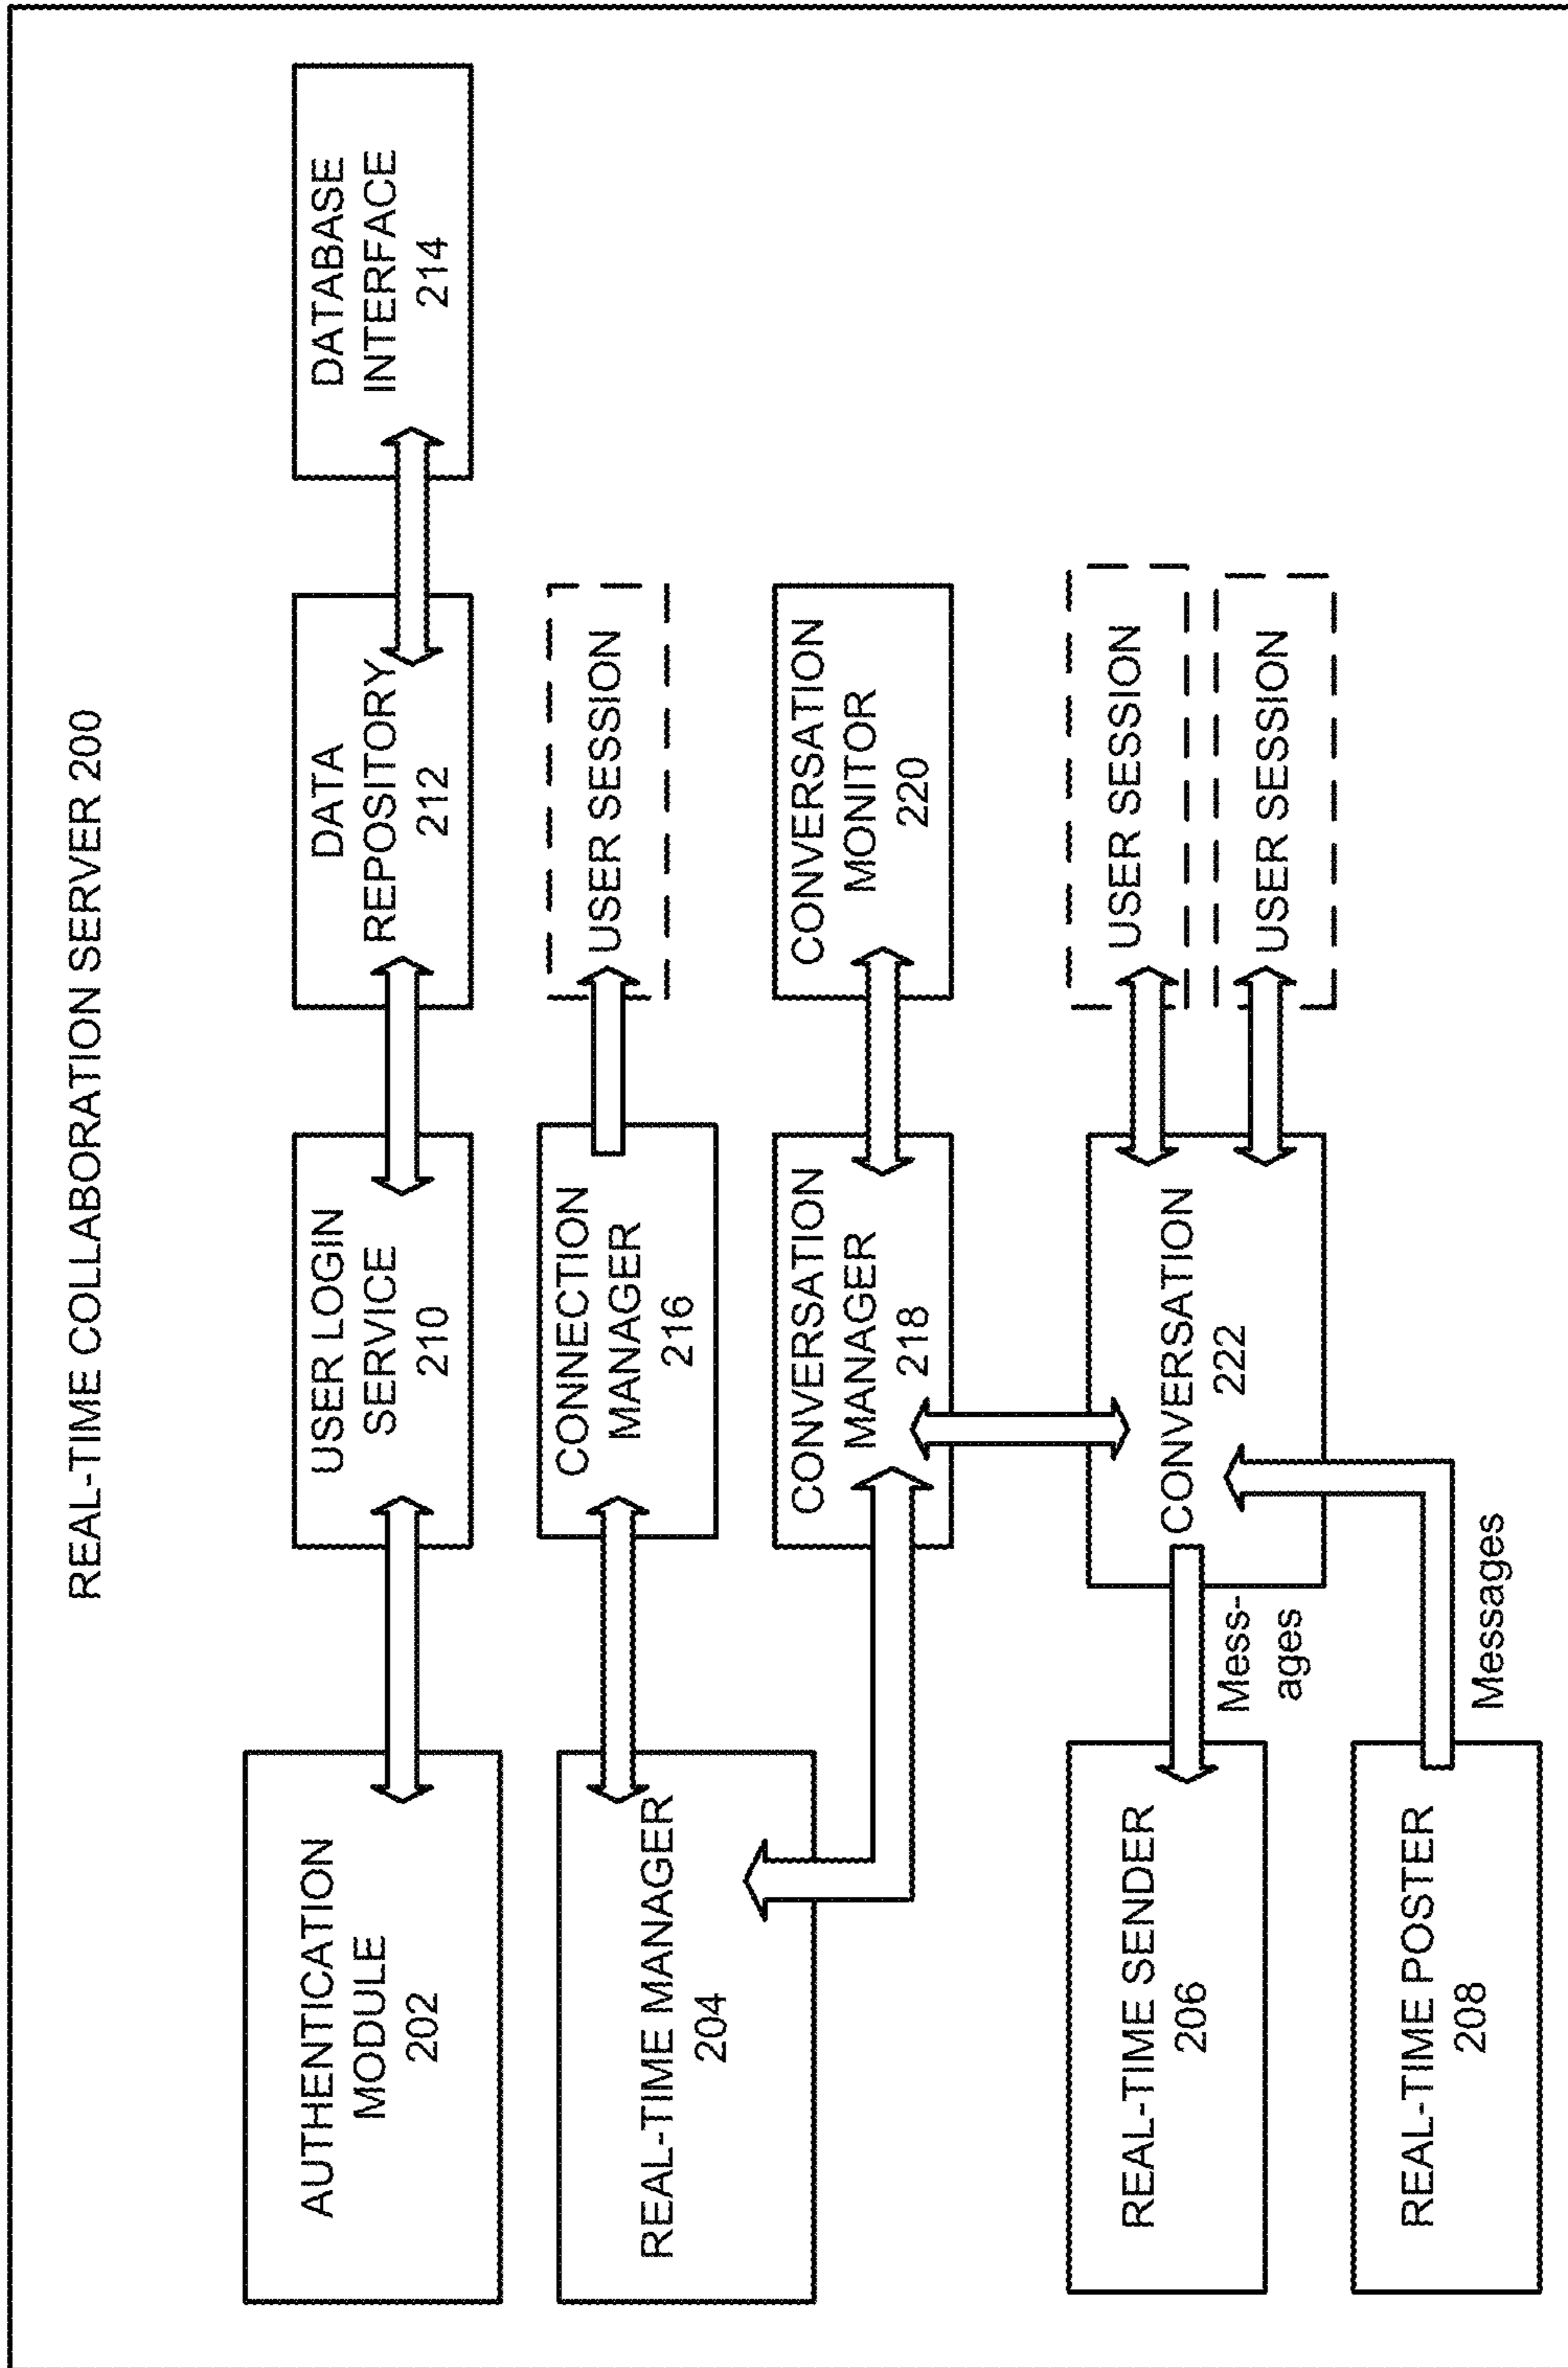 REAL-TIME COLLABORATION SERVER 200
AUTHENTICATION
MODULE
202
USER LOGIN
SERVICE
210
DATA
REPOSITORY
212
DATABASE
INTERFACE
214
REAL-TIME MANAGER
204
CONNECTION
MANAGER
216
USER SESSION
CONVERSATION
MANAGER
218
CONVERSATION
MONITOR
220
REAL-TIME SENDER
206
Mess-
ages
CONVERSATION
222
USER SESSION
USER SESSION
REAL-TIME POSTER
208
Messages